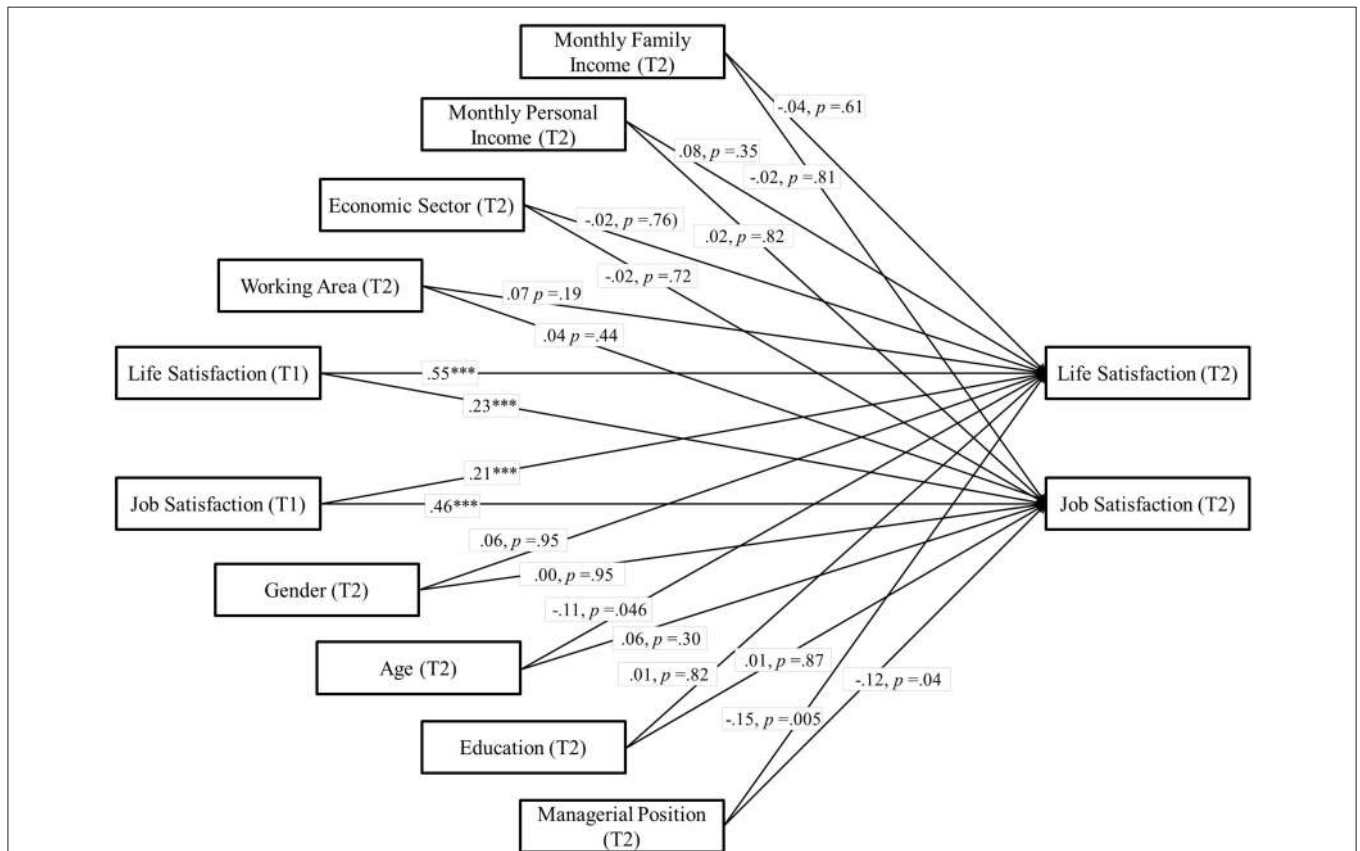 Monthly Family
Income (T2)
-.04, p =.61
Monthly Personal
Income (T2)
.08, p =.35
-.02, p =.81
Economic Sector (T2)
-.02, p =.76)
.02, p =.82
-.02, p =.72
Working Area (T2)
.07 p =.19
.04 p =.44
Life Satisfaction (T1)
.55***
Life Satisfaction (T2)
.23***
.21***
Job Satisfaction (T1)
.46***
Job Satisfaction (T2)
.06, p =.95
Gender (T2)
.00, p =.95
-.11, p =.046
.06, p =.30
Age (T2)
.01, p =.82
.01, p =.87
-.12, p =.04
-.15, p =.005
Education (T2)
Managerial Position
(T2)